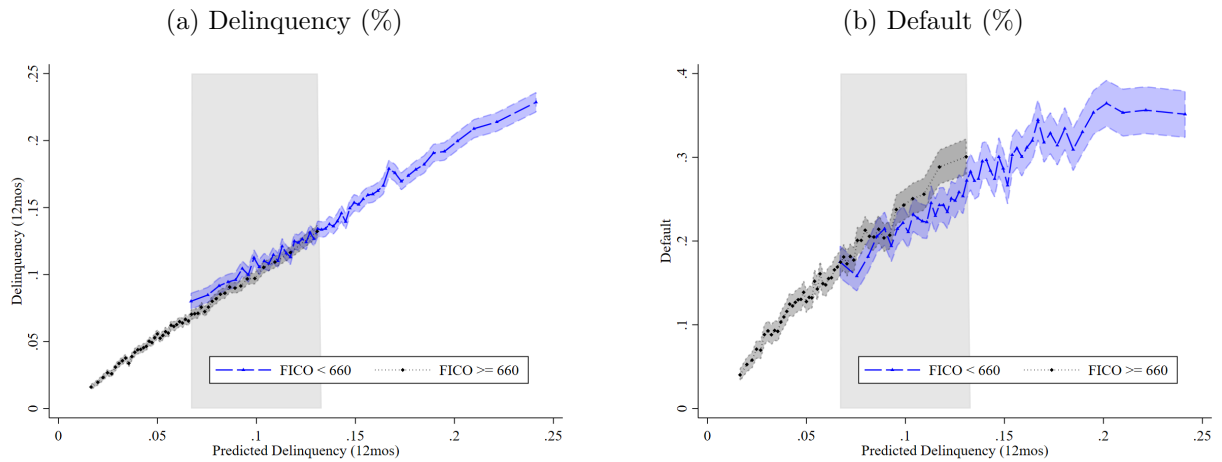 (a) Delinquency (%)
Delinquency (12mos)
.25
.2
.15
.1
.05
0
0 .05 .1 .15 .2 .25
Predicted Delinquency (12mos)
FICO < 660 FICO >= 660
(b) Default (%)
Default
.4
.3
.2
.1
0
0 .05 .1 .15 .2 .25
Predicted Delinquency (12mos)
FICO < 660 FICO >= 660